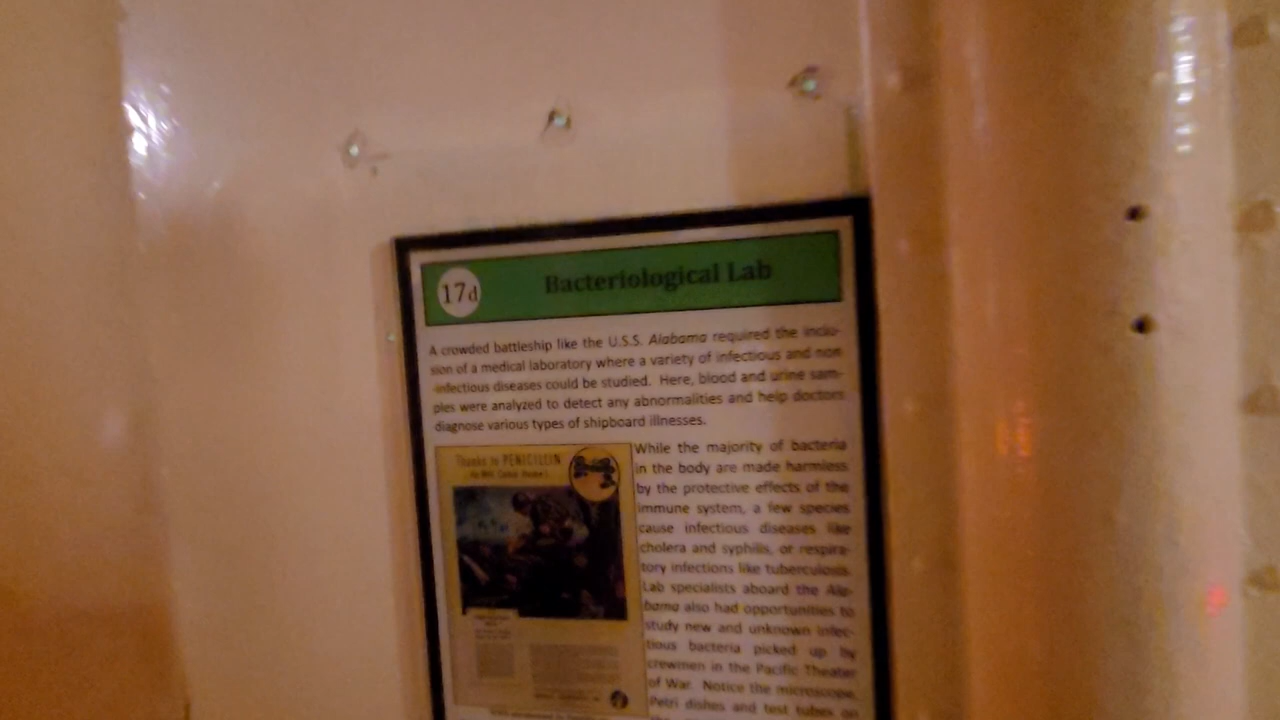 17d
Bacteriological Lab
A crowded battleship like the U.S.S. Alabama required the inclu-
sion of a medical laboratory where a variety of infectious and non
-infectious diseases could be studied. Here, blood and urine sam-
ples were analyzed to detect any abnormalities and help doctors
diagnose various types of shipboard illnesses.
Thanks to PENICILLIN
While the majority of bacteria
in the body are made harmless
by the protective effects of the
immune system, a few species
cause infectious diseases like
cholera and syphilis, or respira-
tory infections like tuberculosis.
Lab specialists aboard the Ala-
bama also had opportunities to
study new and unknown infec-
tious bacteria picked up by
crewmen in the Pacific Theater
of War. Notice the microscope,
Petri dishes and test tubes on